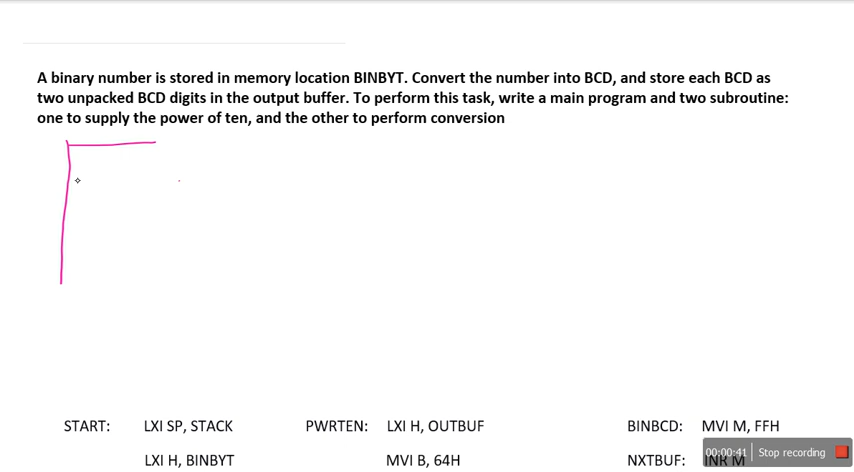 A binary number is stored in memory location BINBYT. Convert the number into BCD, and store each BCD as
two unpacked BCD digits in the output buffer. To perform this task, write a main program and two subroutine:
one to supply the power of ten, and the other to perform conversion
START: LXI SP, STACK PWRTEN: LXI H, OUTBUF BINBCD: MVI M, FFH
LXI H, BINBYT MVI B, 64H NXTBUF: INR M
00:00:41 Stop recording